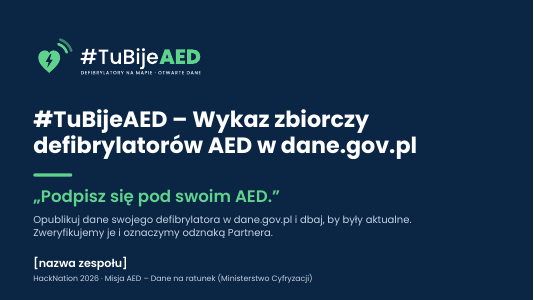 #TuBijeAED
DEFIBRYLATORY NA MAPIE · OTWARTE DANE
#TuBijeAED – Wykaz zbiorczy
defibrylatorów AED w dane.gov.pl
„Podpisz się pod swoim AED.”
Opublikuj dane swojego defibrylatora w dane.gov.pl i dbaj, by były aktualne.
Zweryfikujemy je i oznaczymy odznaką Partnera.
[nazwa zespołu]
HackNation 2026 · Misja AED – Dane na ratunek (Ministerstwo Cyfryzacji)